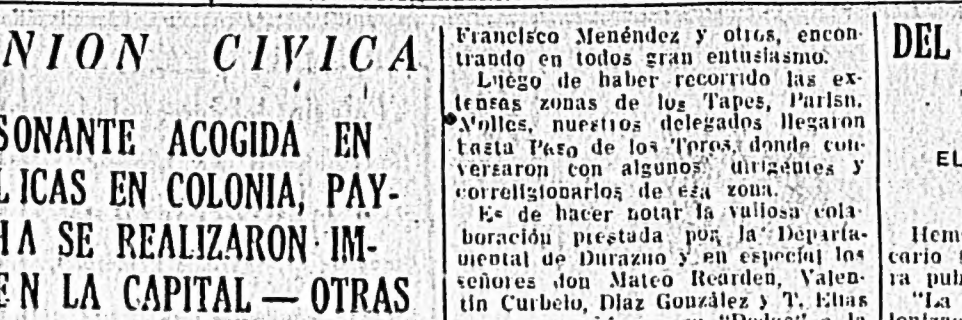 NION CIVICA
SONANTE ACOGIDA EN
LICAS EN COLONIA, PAY-
HA SE REALIZARON IM-
EN LA CAPITAL — OTRAS
Francisco Menéndez y otros, encon-
trando en todos gran entusiasmo.
Luego de haber recorrido las ex-
tensas zonas de los Tapes, Parish,
Molles, nuestros delegados llegaron
hasta Paso de los Toros, donde con-
versaron con algunos dirigentes y
correligionarios de esa zona.
Es de hacer notar la valiosa cola-
boración prestada por la Departa-
mental de Durazno y en especial los
señores don Mateo Rearden, Valen-
tín Curbelo, Díaz González y T. Elías
DEL
EL
Hem
cario
ra pub
"La